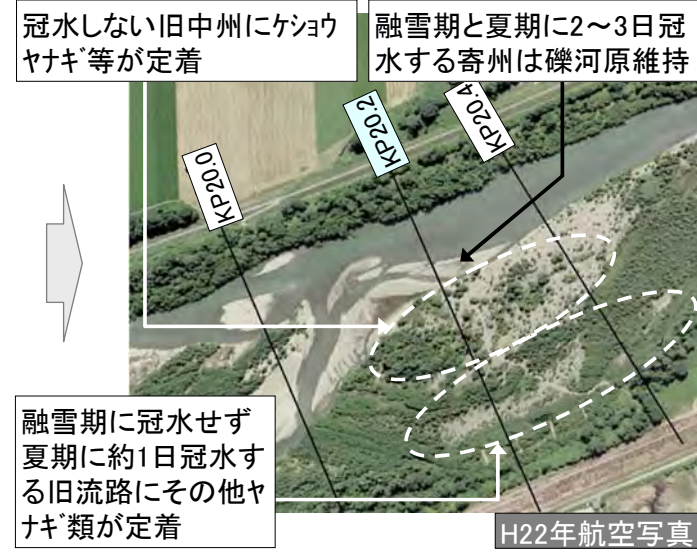 冠水しない旧中州にケショウ
ヤナギ等が定着
融雪期と夏期に2～3日冠
水する寄州は礫河原維持
KP20.0
KP20.2
KP20.4
融雪期に冠水せず
夏期に約1日冠水す
る旧流路にその他ヤ
ナギ類が定着
H22年航空写真